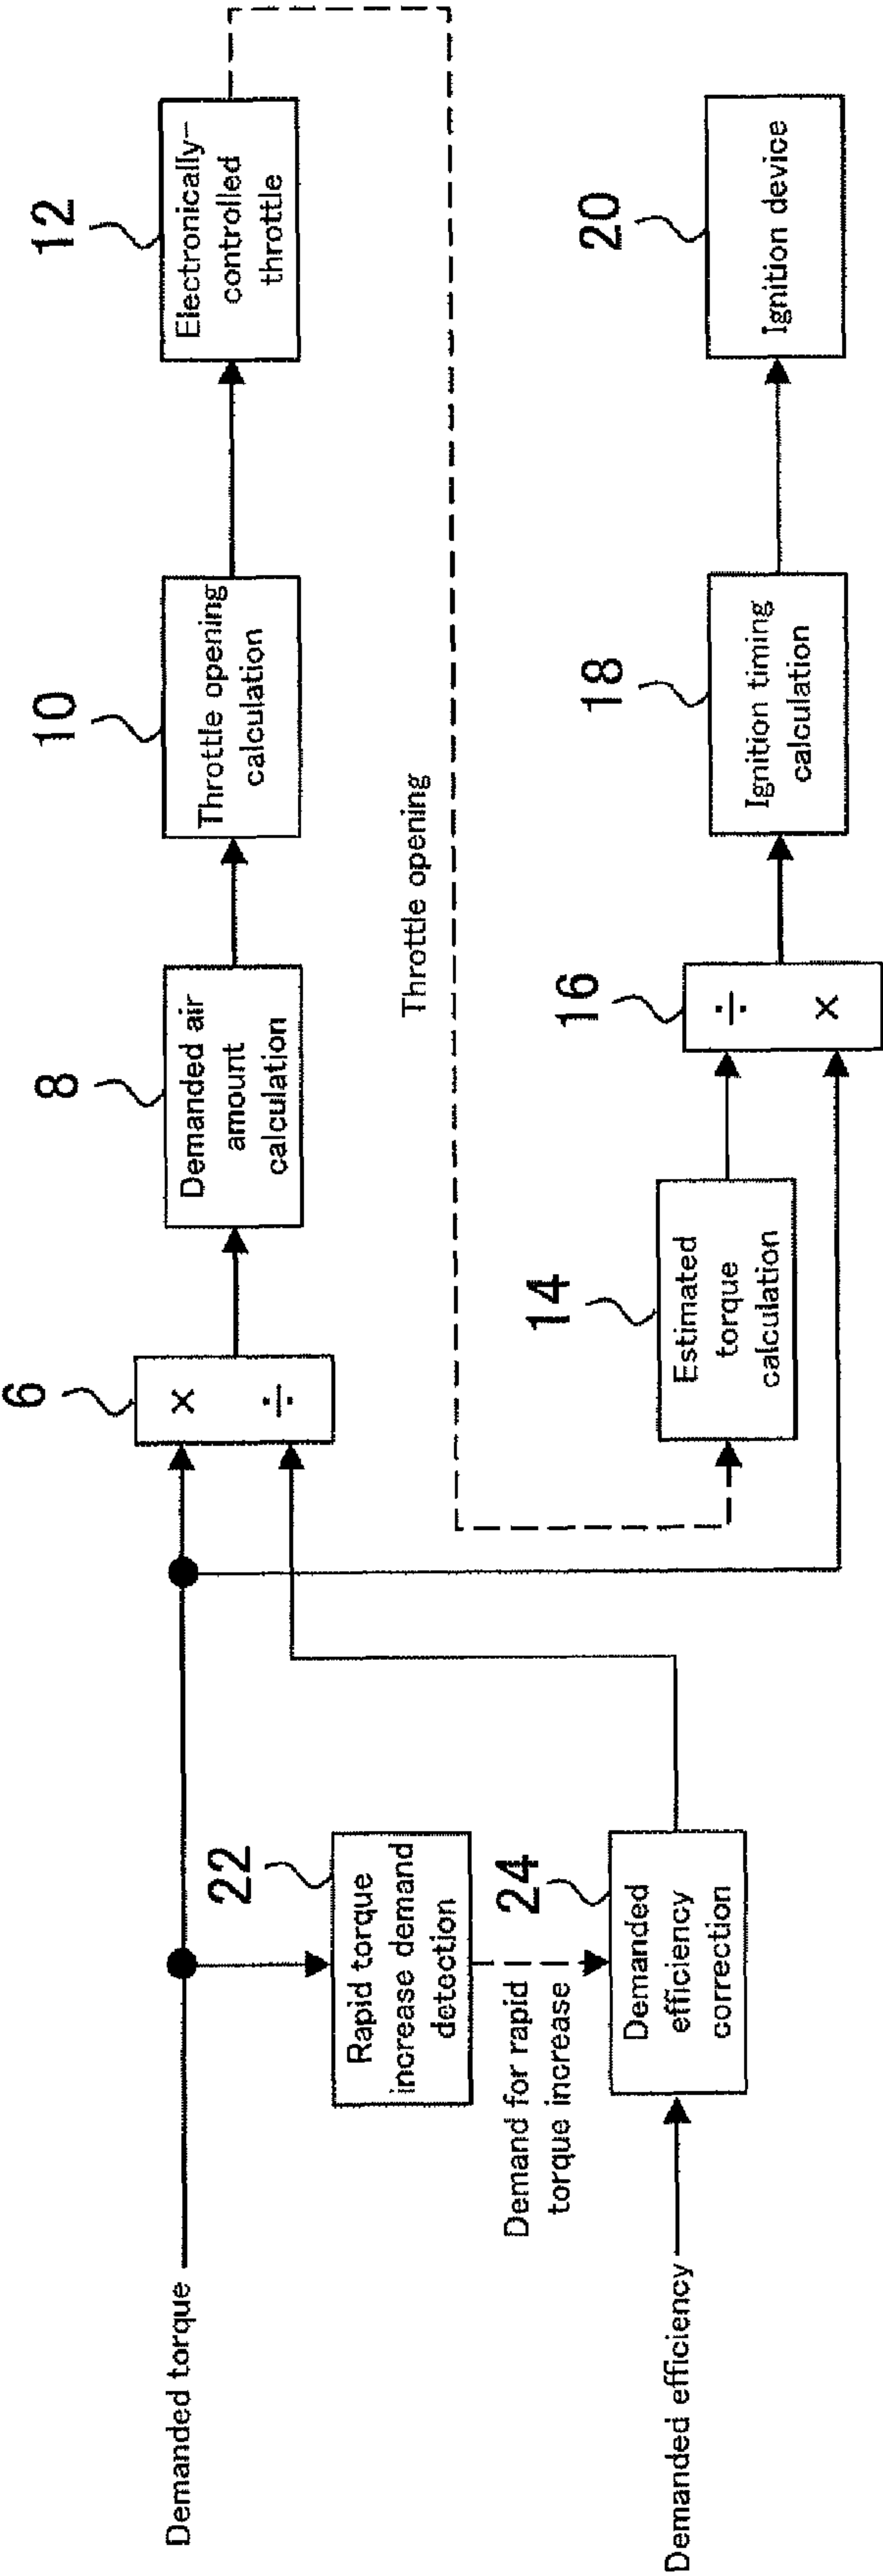 12
Electronically-
controlled
throttle
10
Throttle opening
calculation
8
Demanded air
amount
calculation
6
×
÷
Throttle opening
20
Ignition device
18
Ignition timing
calculation
16
÷
×
14
Estimated
torque
calculation
22
Rapid torque
increase demand
detection
24
Demand for rapid
torque increase
Demanded
efficiency
correction
Demanded torque
Demanded efficiency